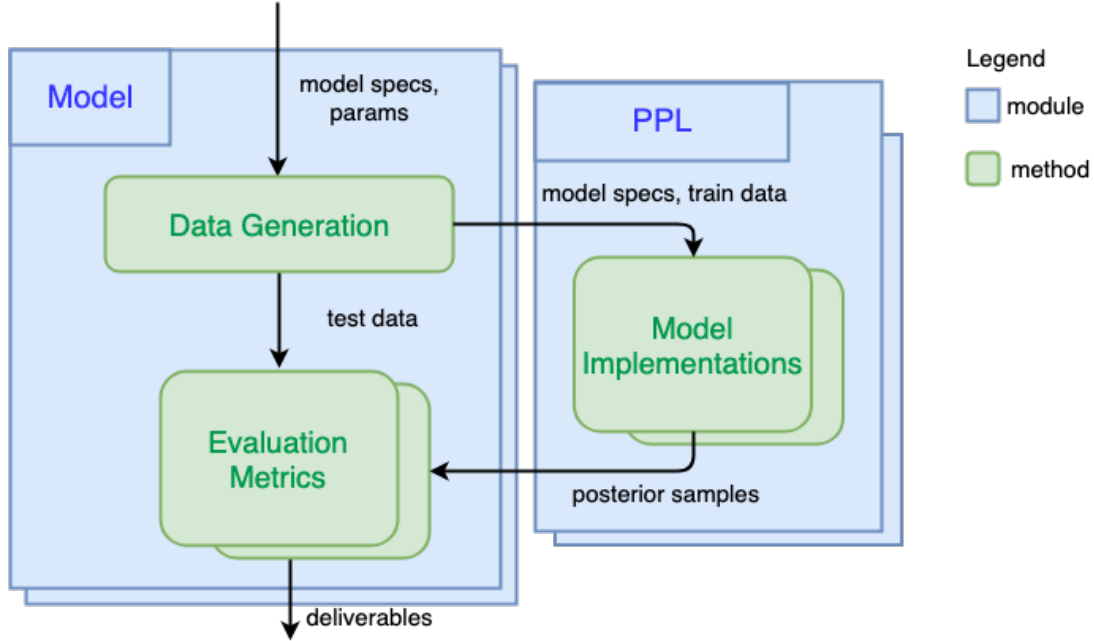 Model
model specs,
params
Data Generation
test data
Evaluation
Metrics
deliverables
PPL
model specs, train data
Model
Implementations
posterior samples
Legend
module
method